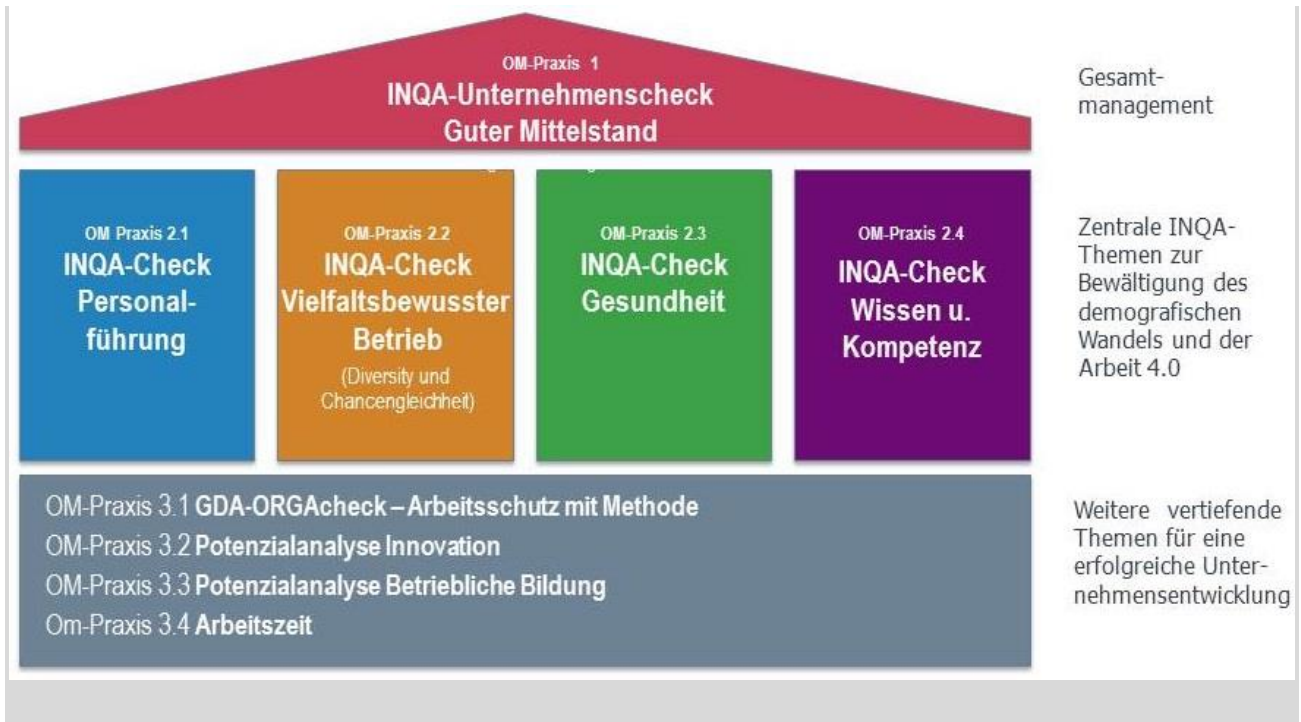 OM-Praxis 1
INQA-Unternehmenscheck
Guter Mittelstand
Gesamt-
management
OM Praxis 2.1
INQA-Check
Personal-
führung
OM-Praxis 2.2
INQA-Check
Vielfaltsbewusster
Betrieb
(Diversity und
Chancengleichheit)
OM-Praxis 2.3
INQA-Check
Gesundheit
OM-Praxis 2.4
INQA-Check
Wissen u.
Kompetenz
Zentrale INQA-
Themen zur
Bewältigung des
demografischen
Wandels und der
Arbeit 4.0
OM-Praxis 3.1 GDA-ORGAcheck – Arbeitsschutz mit Methode
OM-Praxis 3.2 Potenzialanalyse Innovation
OM-Praxis 3.3 Potenzialanalyse Betriebliche Bildung
Om-Praxis 3.4 Arbeitszeit
Weitere vertiefende
Themen für eine
erfolgreiche Unter-
nehmensentwicklung